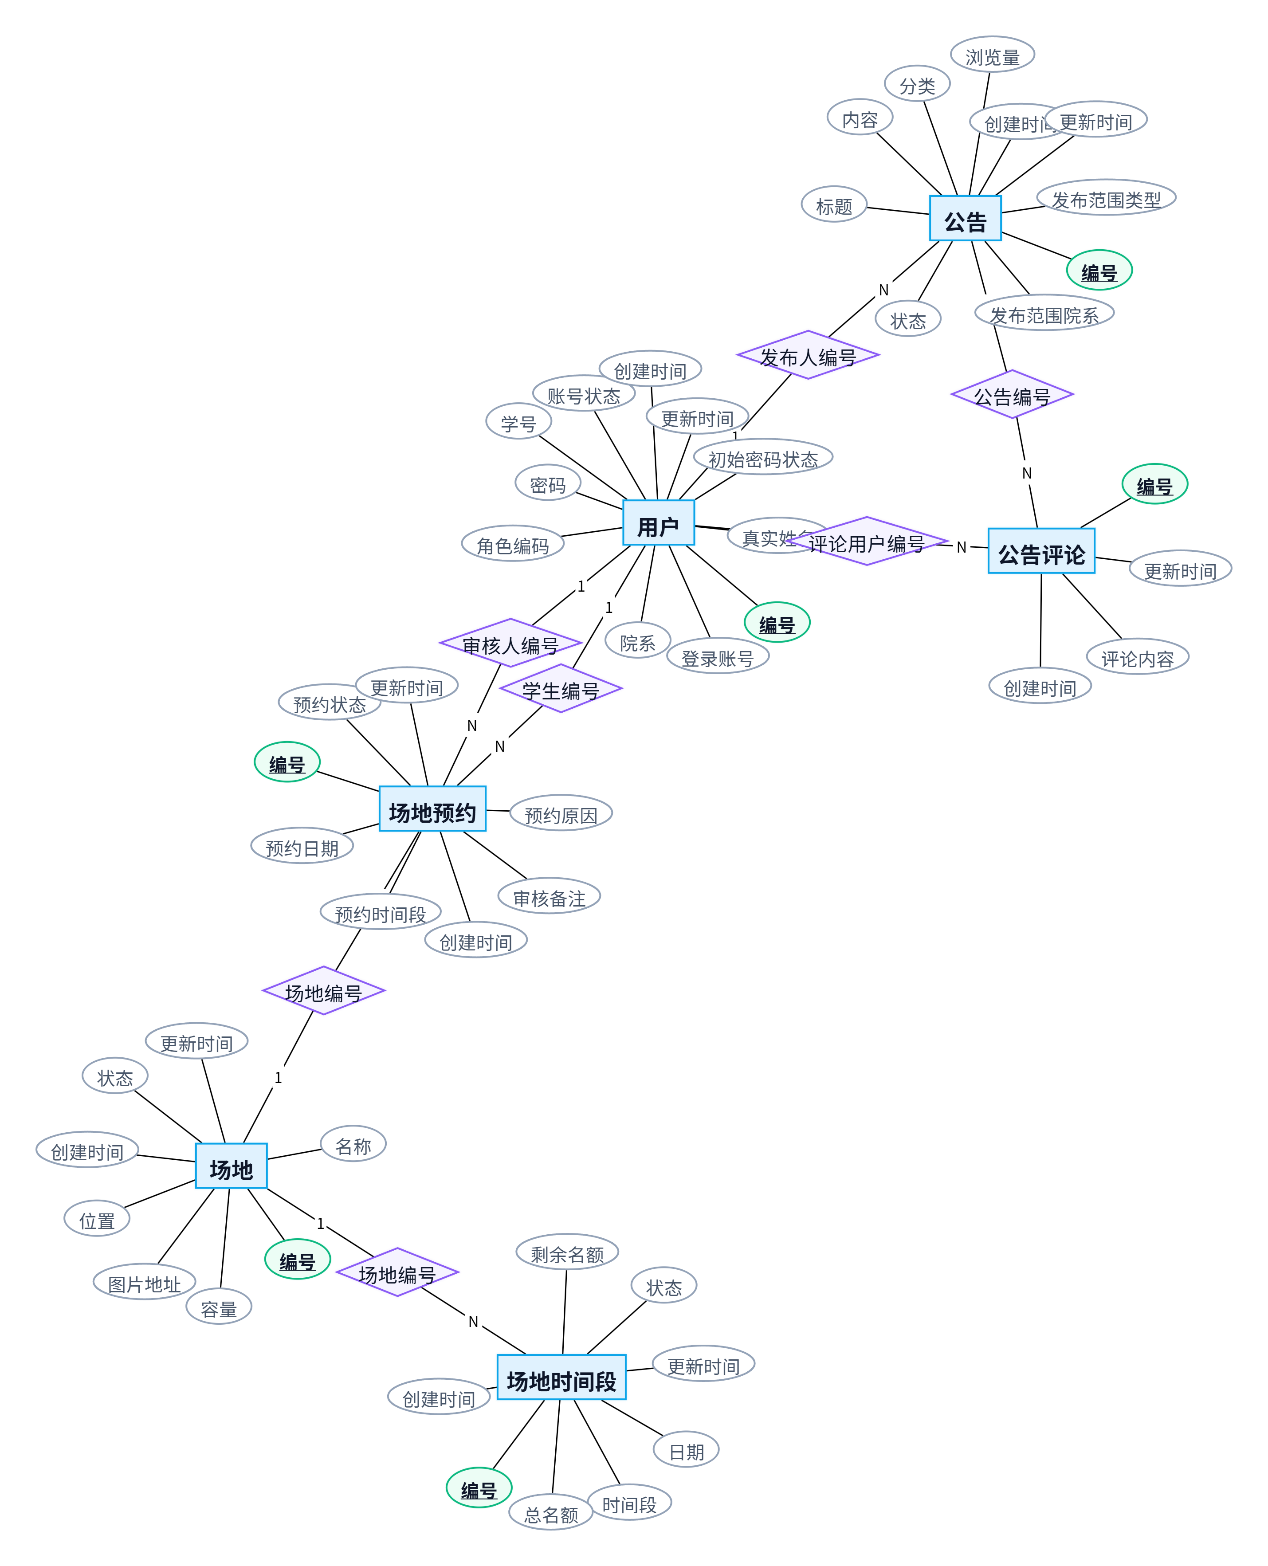 浏览量
分类
内容
创建时间
更新时间
标题
发布范围类型
公告
编号
N
状态
发布范围院系
发布人编号
创建时间
账号状态
公告编号
学号
更新时间
1
初始密码状态
N
密码
编号
用户
角色编码
真实姓名
评论用户编号
N
公告评论
更新时间
1
1
编号
审核人编号
院系
登录账号
评论内容
更新时间
学生编号
创建时间
预约状态
N
N
编号
场地预约
预约原因
预约日期
审核备注
预约时间段
创建时间
场地编号
更新时间
状态
1
创建时间
名称
场地
位置
1
剩余名额
编号
场地编号
图片地址
状态
容量
N
更新时间
场地时间段
创建时间
日期
编号
时间段
总名额